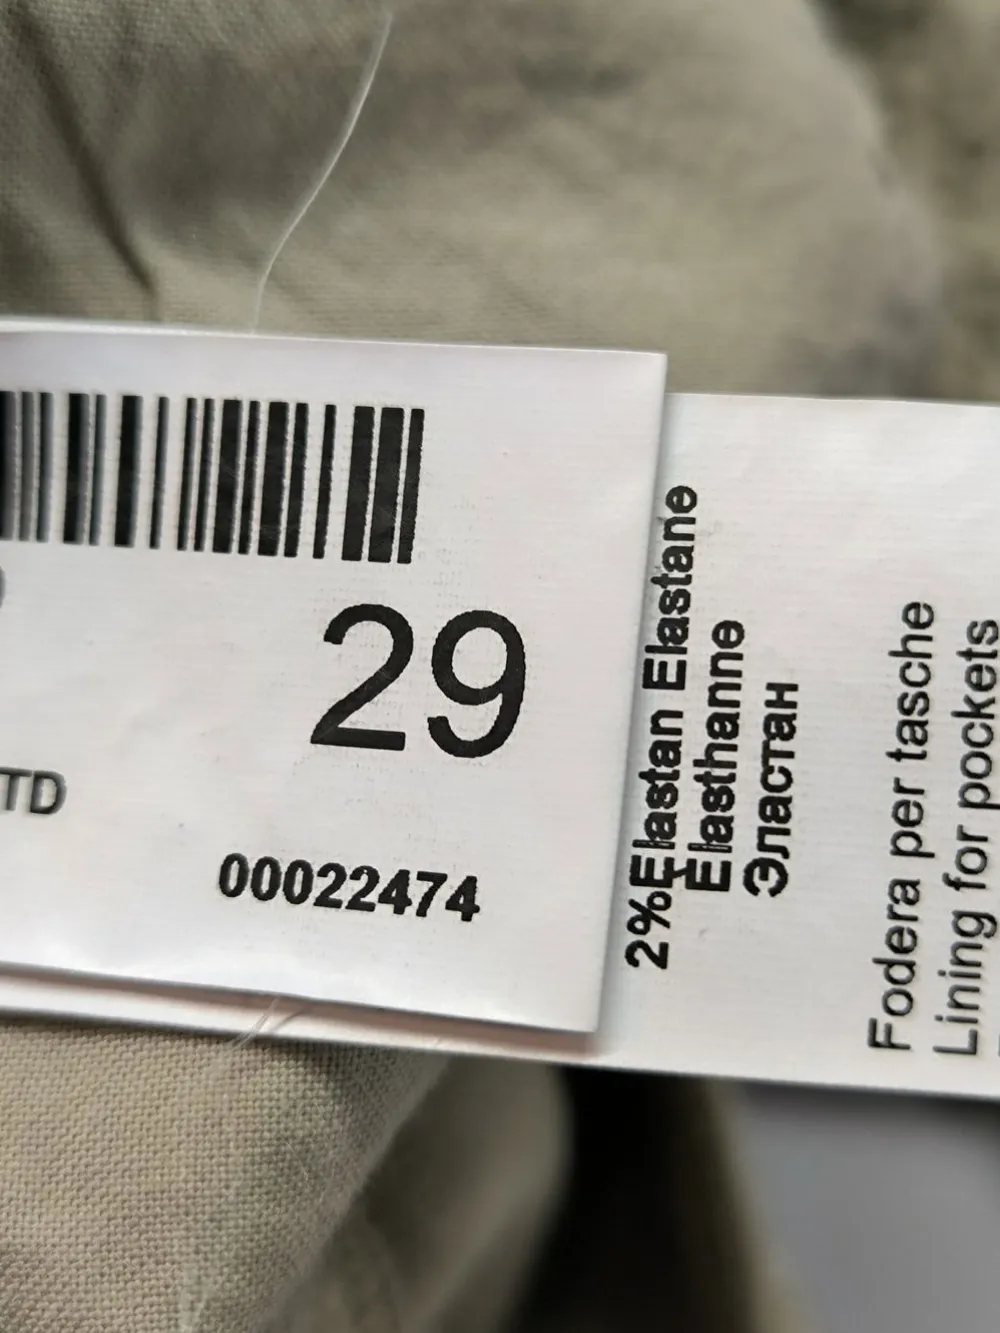 29
TD
00022474
2%Elastan Elastane
Elasthanne
Эластан
Fodera per tasche
Lining for pockets